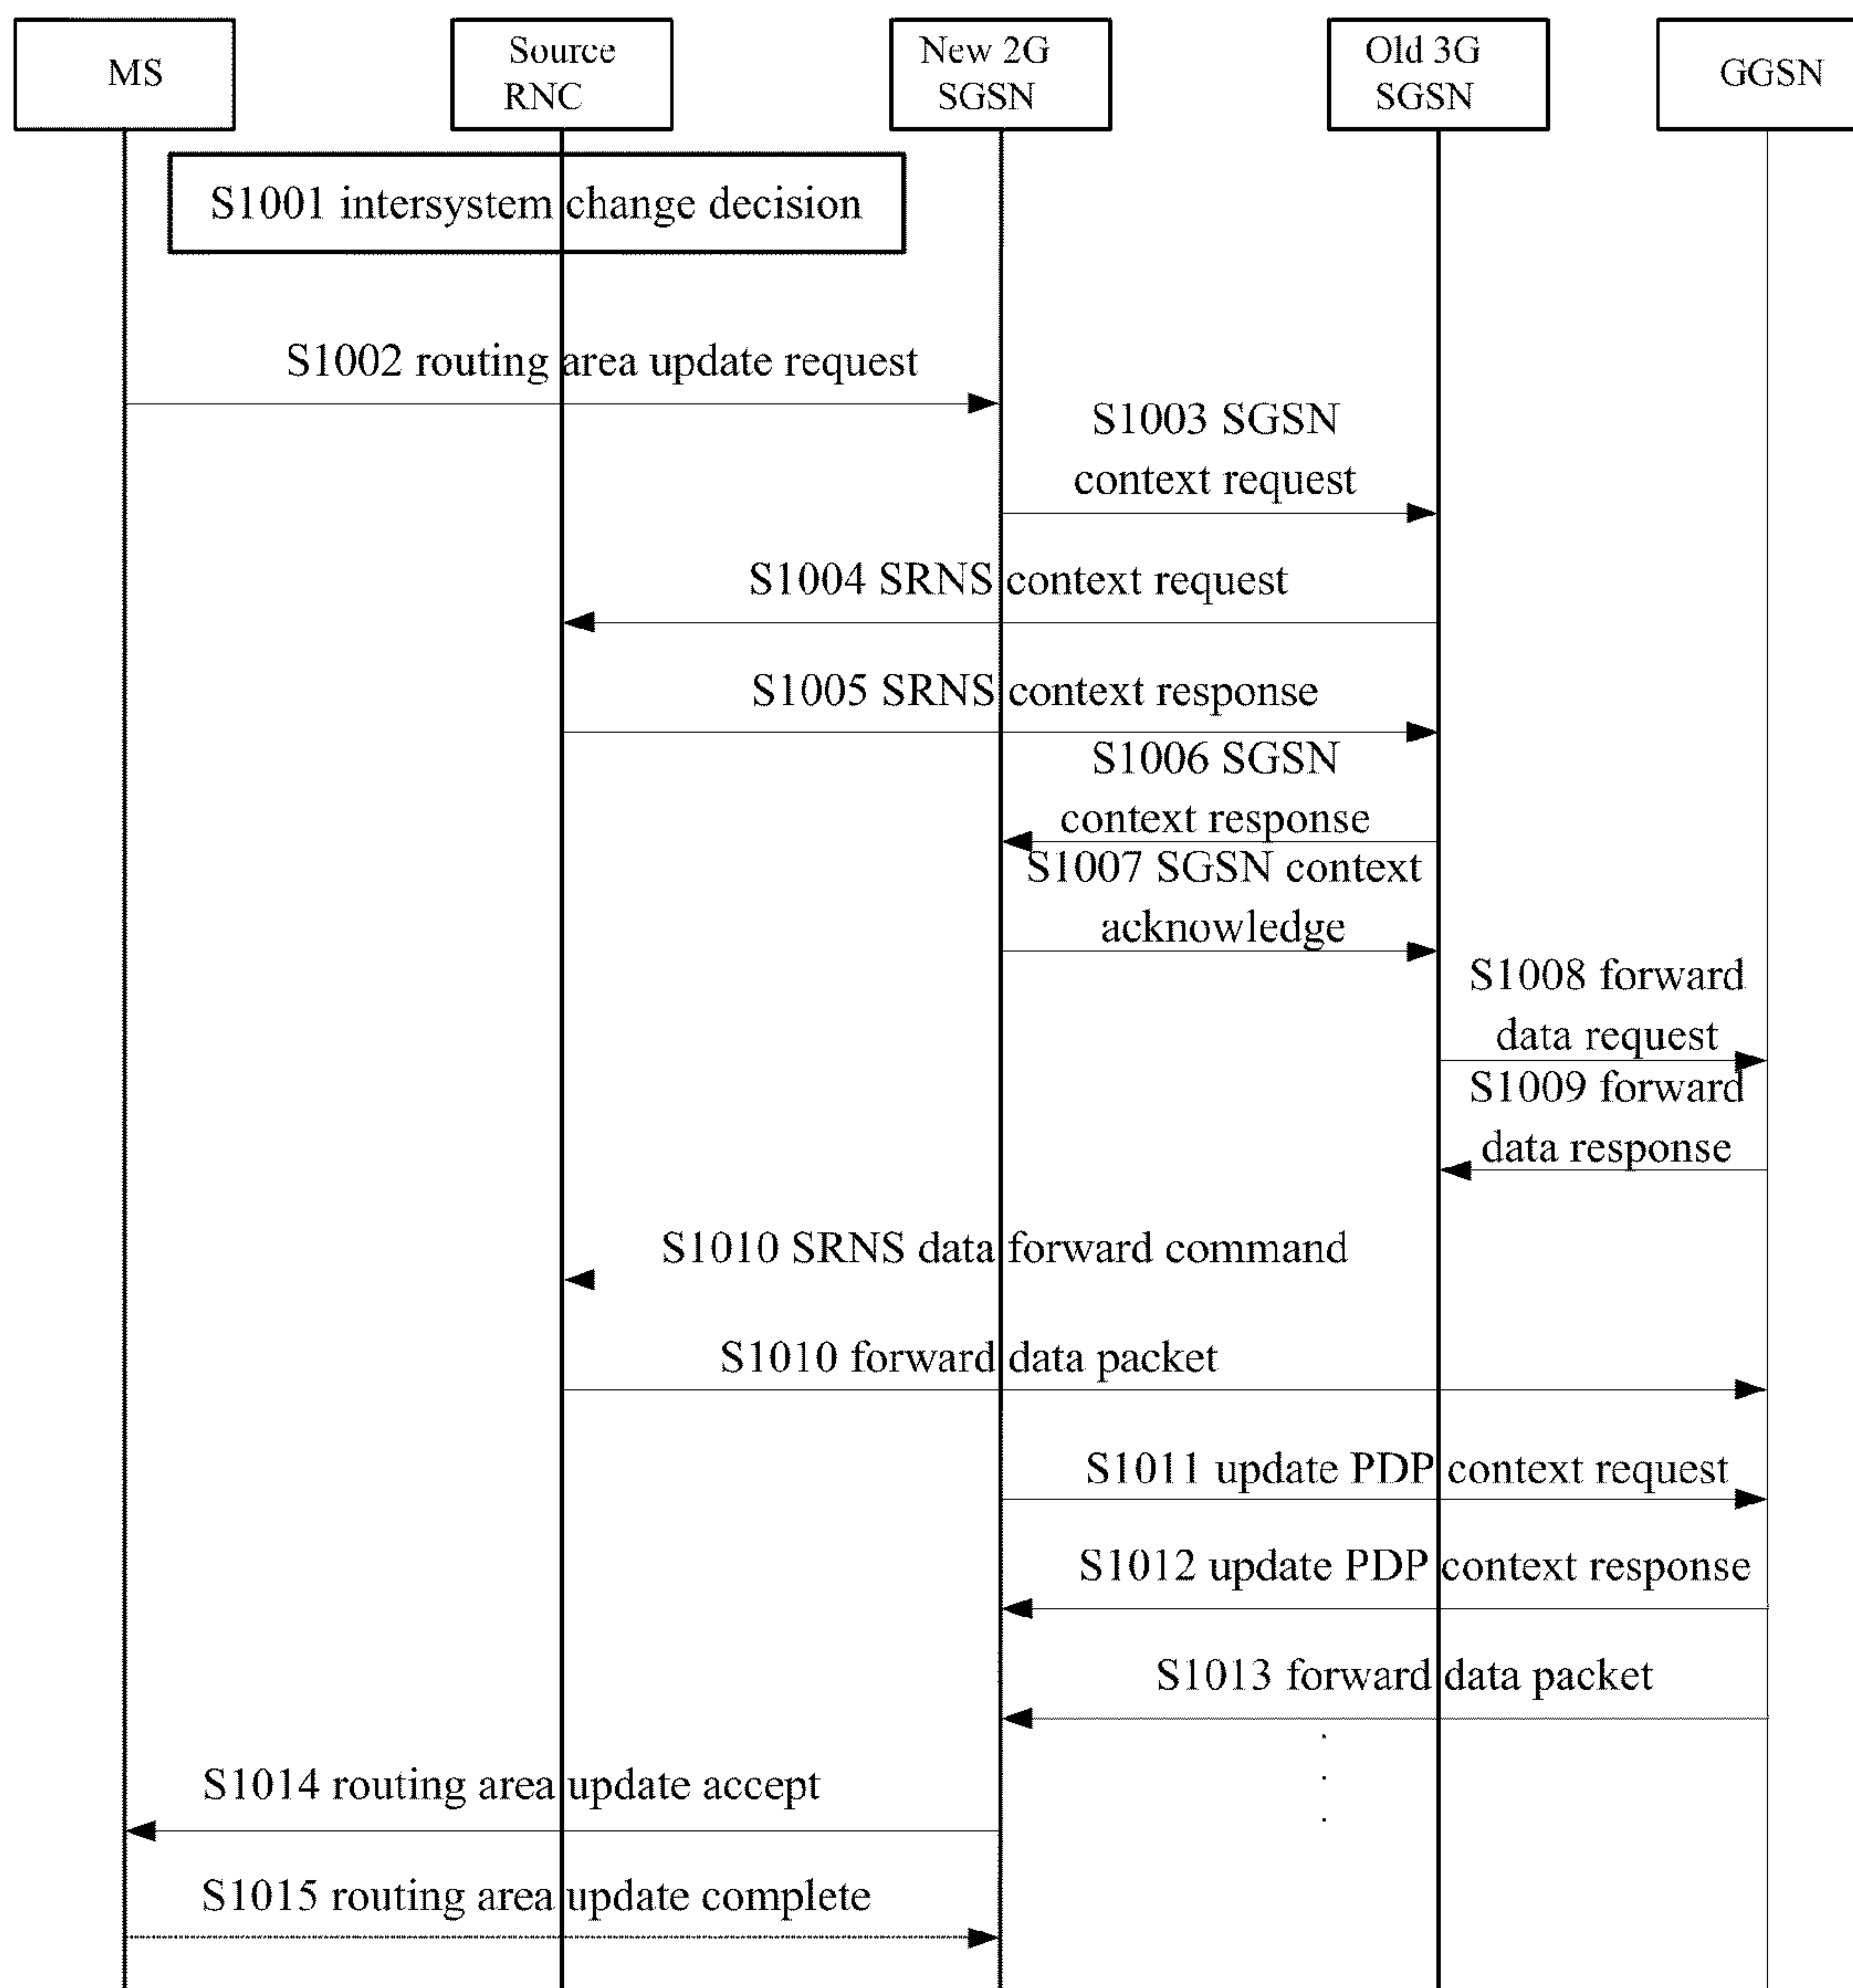 MS
Source
RNC
New 2G
SGSN
Old 3G
SGSN
GGSN
S1001 intersystem change decision
S1002 routing area update request
S1003 SGSN
context request
S1004 SRNS context request
S1005 SRNS context response
S1006 SGSN
context response
S1007 SGSN context
acknowledge
S1008 forward
data request
S1009 forward
data response
S1010 SRNS data forward command
S1010 forward data packet
S1011 update PDP context request
S1012 update PDP context response
S1013 forward data packet
S1014 routing area update accept
S1015 routing area update complete